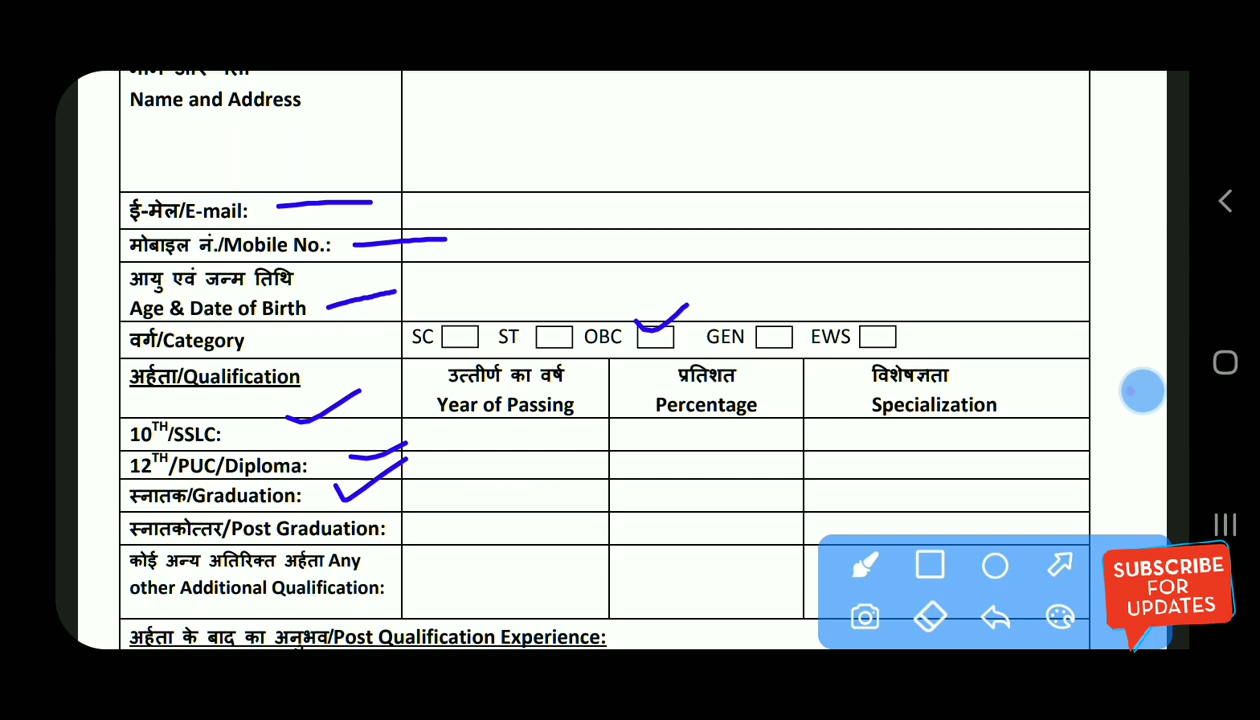 Name and Address
ई-मेल/E-mail:
मोबाइल नं./Mobile No.:
आयु एवं जन्म तिथि
Age & Date of Birth
वर्ग/Category SC ST OBC GEN EWS
अर्हता/Qualification उत्तीर्ण का वर्ष प्रतिशत विशेषज्ञता
Year of Passing Percentage Specialization
10TH/SSLC:
12TH/PUC/Diploma:
स्नातक/Graduation:
स्नातकोत्तर/Post Graduation:
कोई अन्य अतिरिक्त अर्हता Any
other Additional Qualification:
अर्हता के बाद का अनुभव/Post Qualification Experience:
SUBSCRIBE
FOR
UPDATES